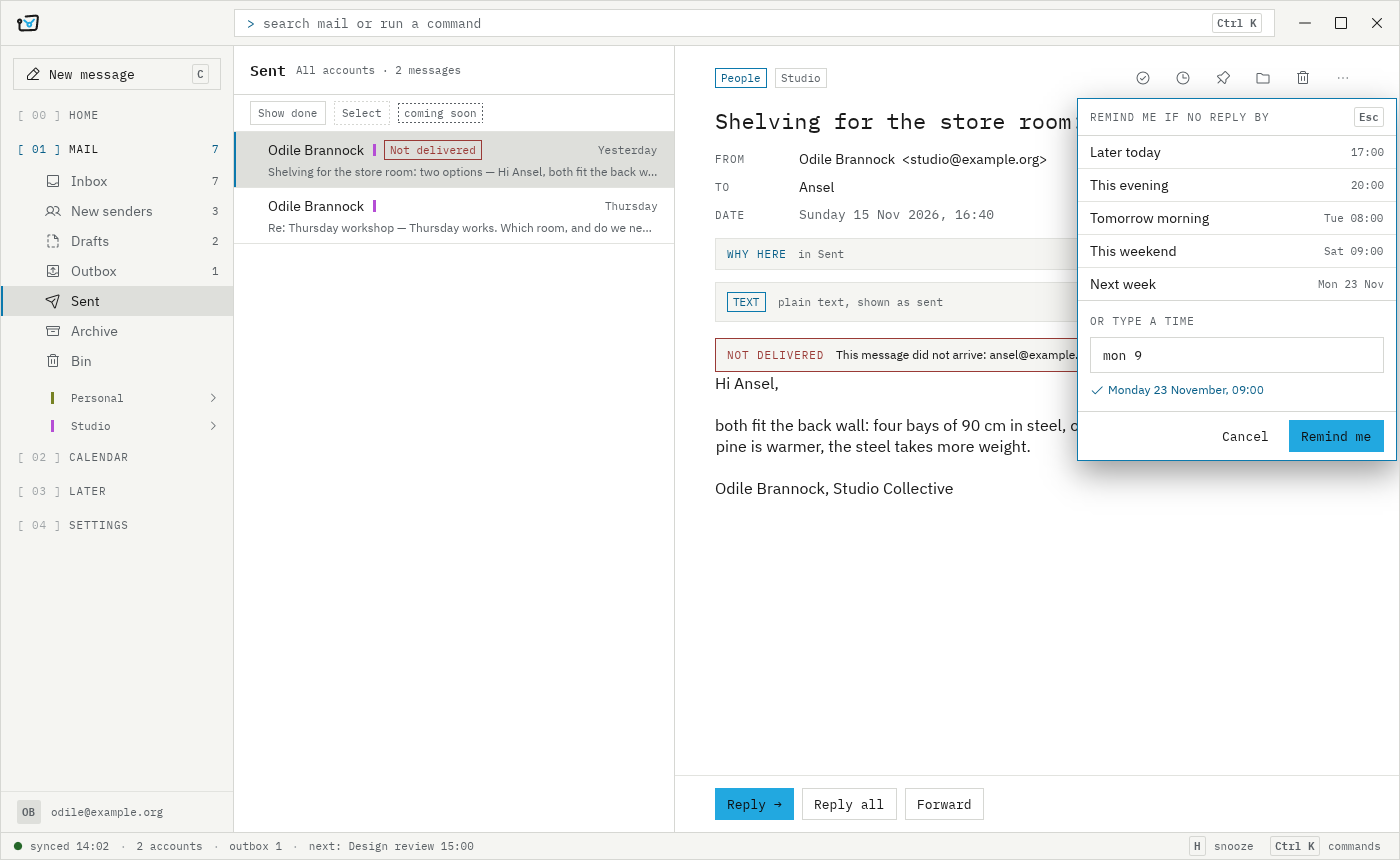 > search mail or run a command Ctrl K
New message C
[ 00 ] HOME
[ 01 ] MAIL 7
Inbox 7
New senders 3
Drafts 2
Outbox 1
Sent
Archive
Bin
Personal
Studio
[ 02 ] CALENDAR
[ 03 ] LATER
[ 04 ] SETTINGS
OB odile@example.org
Sent All accounts · 2 messages
Show done Select coming soon
Odile Brannock Not delivered Yesterday
Shelving for the store room: two options — Hi Ansel, both fit the back w…
Odile Brannock Thursday
Re: Thursday workshop — Thursday works. Which room, and do we ne…
People Studio
Shelving for the store room:
FROM Odile Brannock <studio@example.org>
TO Ansel
DATE Sunday 15 Nov 2026, 16:40
WHY HERE in Sent
TEXT plain text, shown as sent
NOT DELIVERED This message did not arrive: ansel@example.
Hi Ansel,
both fit the back wall: four bays of 90 cm in steel,
pine is warmer, the steel takes more weight.
Odile Brannock, Studio Collective
REMIND ME IF NO REPLY BY Esc
Later today 17:00
This evening 20:00
Tomorrow morning Tue 08:00
This weekend Sat 09:00
Next week Mon 23 Nov
OR TYPE A TIME
mon 9
Monday 23 November, 09:00
Cancel Remind me
Reply → Reply all Forward
synced 14:02 · 2 accounts · outbox 1 · next: Design review 15:00 H snooze Ctrl K commands